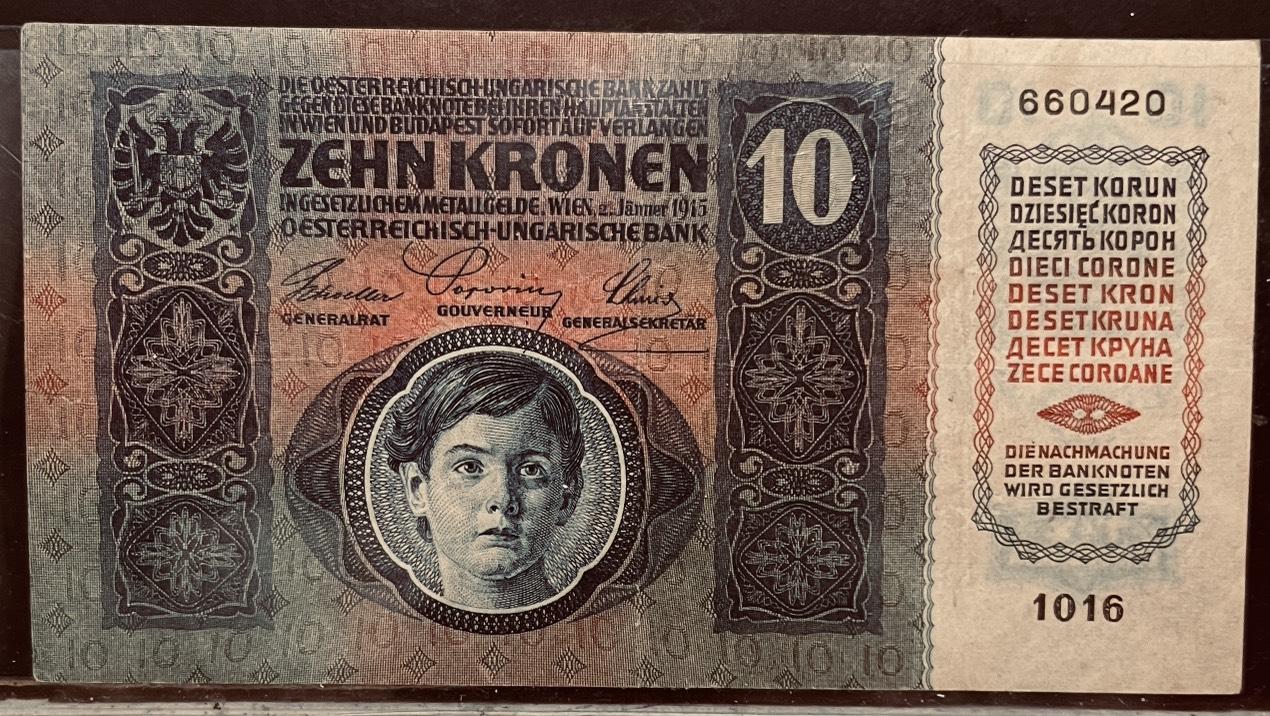 DIE OESTERREICHISCH-UNGARISCHE BANK ZAHLT
GEGEN DIESE BANKNOTE BEI IHREN HAUPTANSTALTEN
IN WIEN UND BUDAPEST SOFORT AUF VERLANGEN
ZEHN KRONEN
IN GESETZLICHEM METALLGELDE. WIEN, 2. Jänner 1915
OESTERREICHISCH-UNGARISCHE BANK
GENERALRAT
GOUVERNEUR
GENERALSEKRETÄR
10
660420
DESET KORUN
DZIESIĘĆ KORON
ДЕСЯТЬ КОРОН
DIECI CORONE
DESET KRON
DESET KRUNA
ДЕСЕТ КРУНА
ZECE COROANE
DIE NACHMACHUNG
DER BANKNOTEN
WIRD GESETZLICH
BESTRAFT
1016